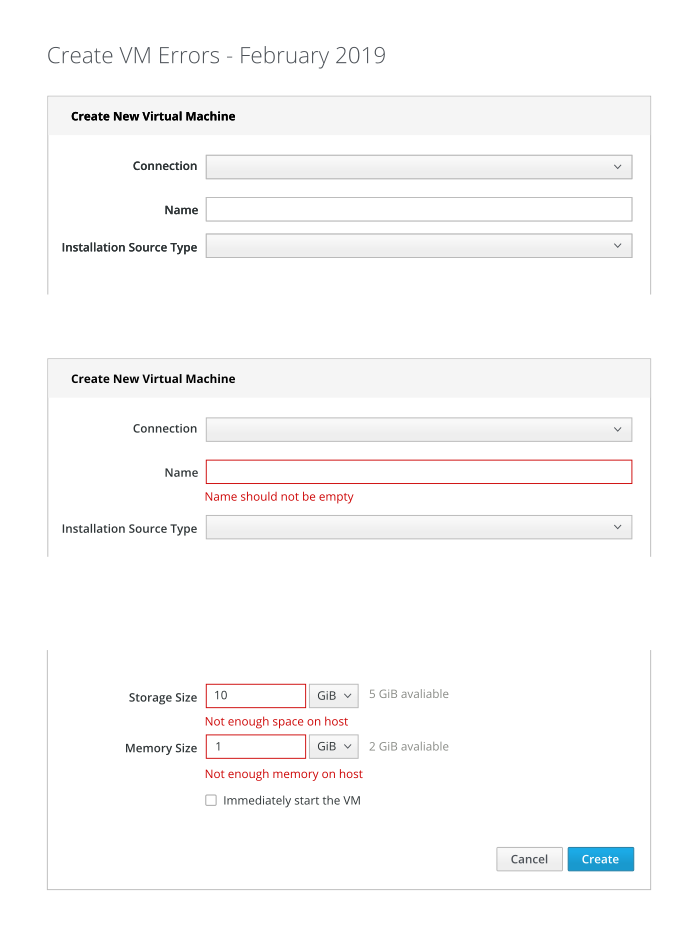 Create VM Errors - February 2019
Create New Virtual Machine
Connection
Name
Installation Source Type
Create New Virtual Machine
Connection
Name
Name should not be empty
Installation Source Type
Storage Size 10 GiB 5 GiB avaliable
Not enough space on host
Memory Size 1 GiB 2 GiB avaliable
Not enough memory on host
Immediately start the VM
Cancel Create